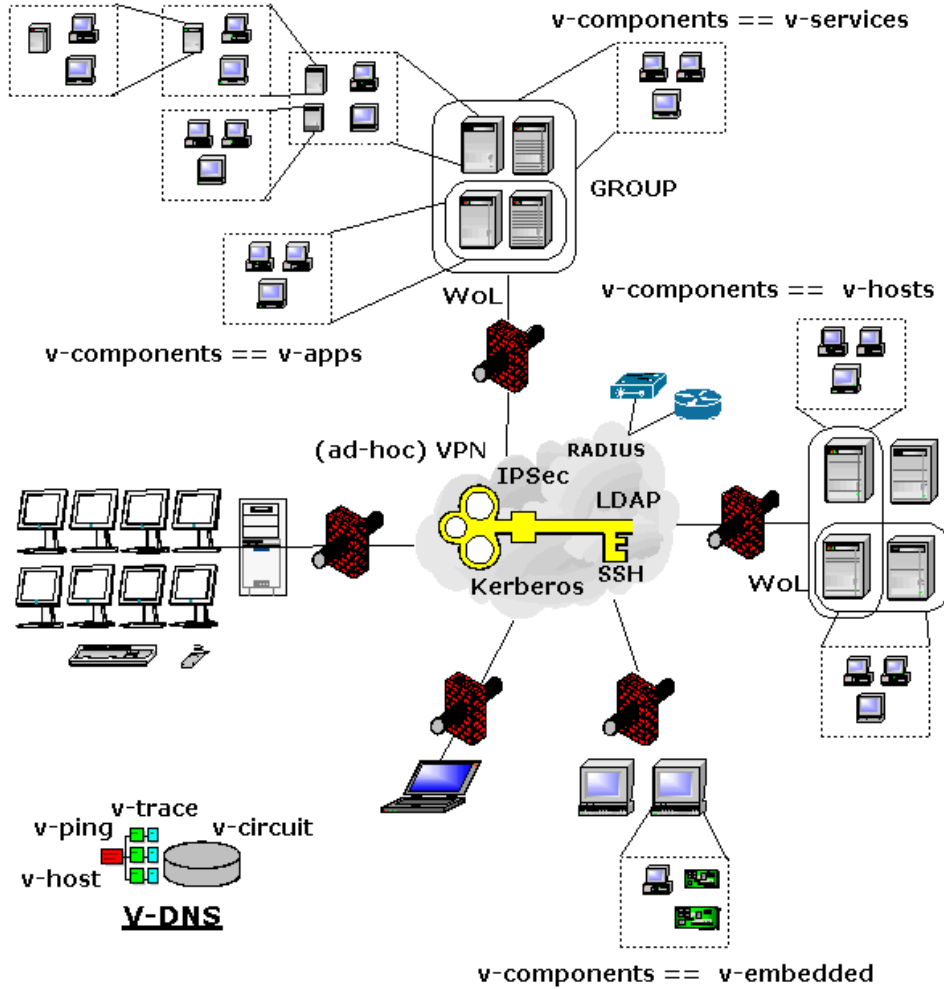 v-components == v-services
GROUP
WoL
v-components == v-hosts
v-components == v-apps
RADIUS
(ad-hoc) VPN
IPSec
LDAP
SSH
Kerberos
WoL
v-trace
v-ping
v-circuit
v-host
V-DNS
v-components == v-embedded